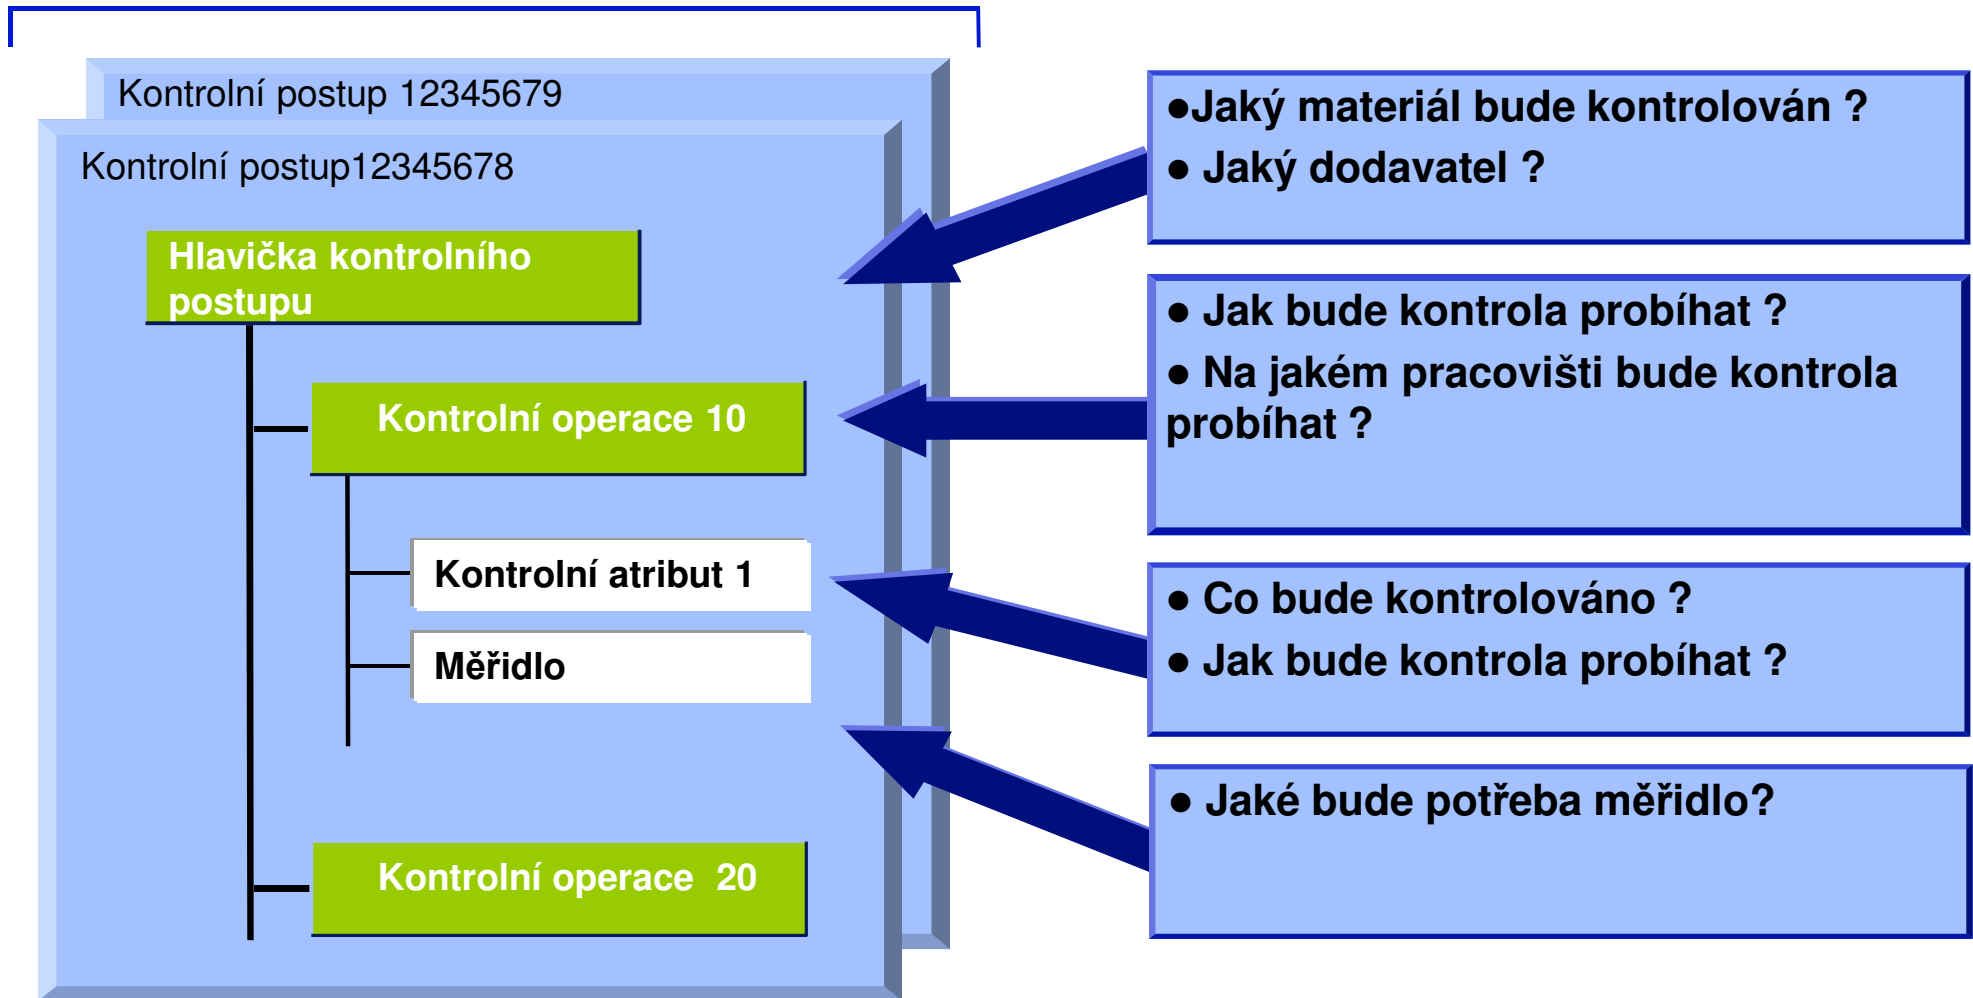 Kontrolní postup 12345679
Kontrolní postup12345678
Hlavička kontrolního
postupu
Kontrolní operace 10
Kontrolní atribut 1
Měřidlo
Kontrolní operace  20
●Jaký materiál bude kontrolován ?
● Jaký dodavatel ?
● Jak bude kontrola probíhat ?
● Na jakém pracovišti bude kontrola
probíhat ?
● Co bude kontrolováno ?
● Jak bude kontrola probíhat ?
● Jaké bude potřeba měřidlo?